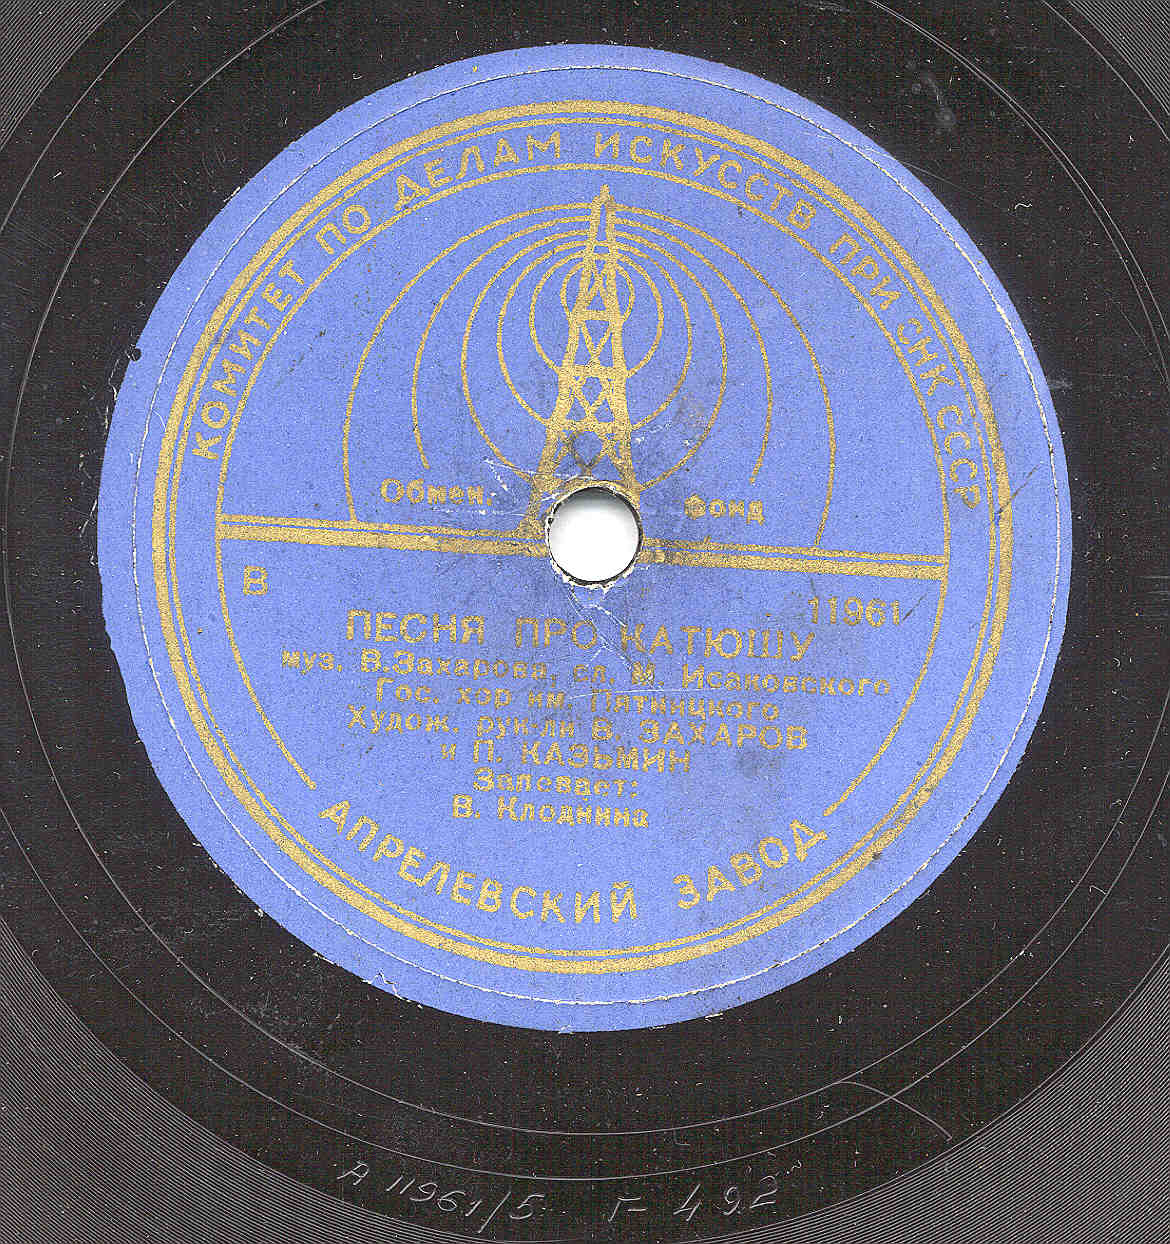 КОМИТЕТ ПО ДЕЛАМ ИСКУССТВ ПРИ СНК СССР
Обмен. Фонд
В 11961
ПЕСНЯ ПРО КАТЮШУ
муз. В. Захарова, сл. М. Исаковского
Гос. хор им. Пятницкого
Худож. рук-ли В. ЗАХАРОВ
и П. КАЗЬМИН
Запевает:
В. Клоднина
АПРЕЛЕВСКИЙ ЗАВОД
А 11961/5 Г-492